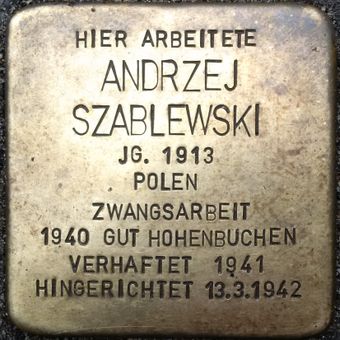 HIER ARBEITETE
ANDRZEJ
SZABLEWSKI
JG. 1913
POLEN
ZWANGSARBEIT
1940 GUT HOHENBUCHEN
VERHAFTET 1941
HINGERICHTET 13.3.1942